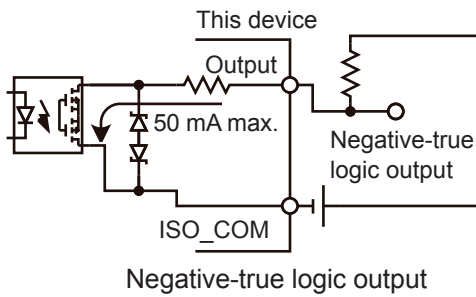 This device
Output
50 mA max.
Negative-true
logic output
ISO_COM
Negative-true logic output